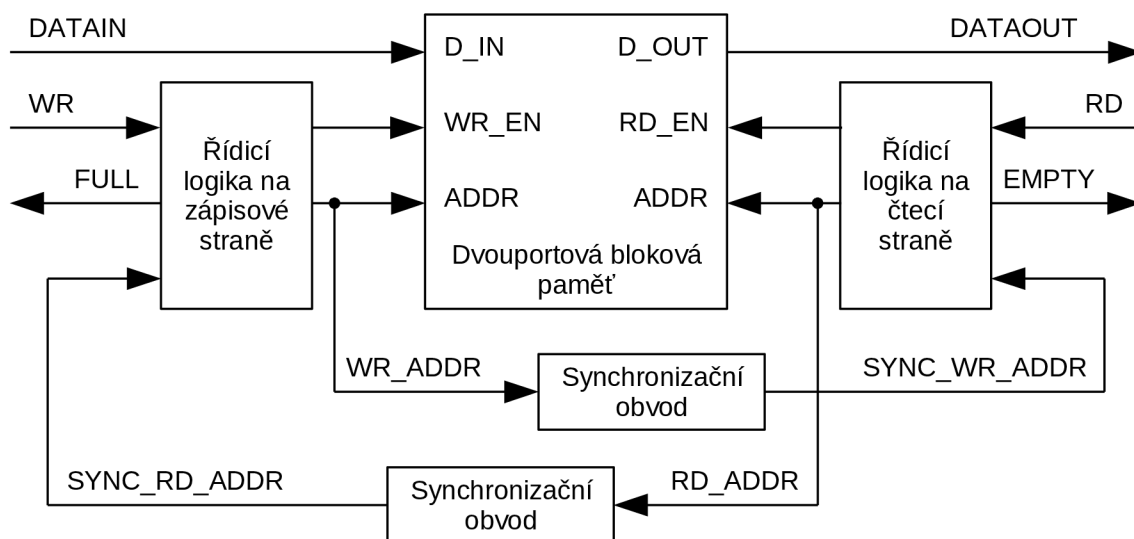 DATAIN
D_IN
D_OUT
DATAOUT
WR
WR_EN
RD_EN
RD
Řídicí
logika na
zápisové
straně
Řídicí
logika na
čtecí
straně
FULL
ADDR
ADDR
EMPTY
Dvouportová bloková
paměť
WR_ADDR
Synchronizační
obvod
SYNC_WR_ADDR
SYNC_RD_ADDR
Synchronizační
obvod
RD_ADDR